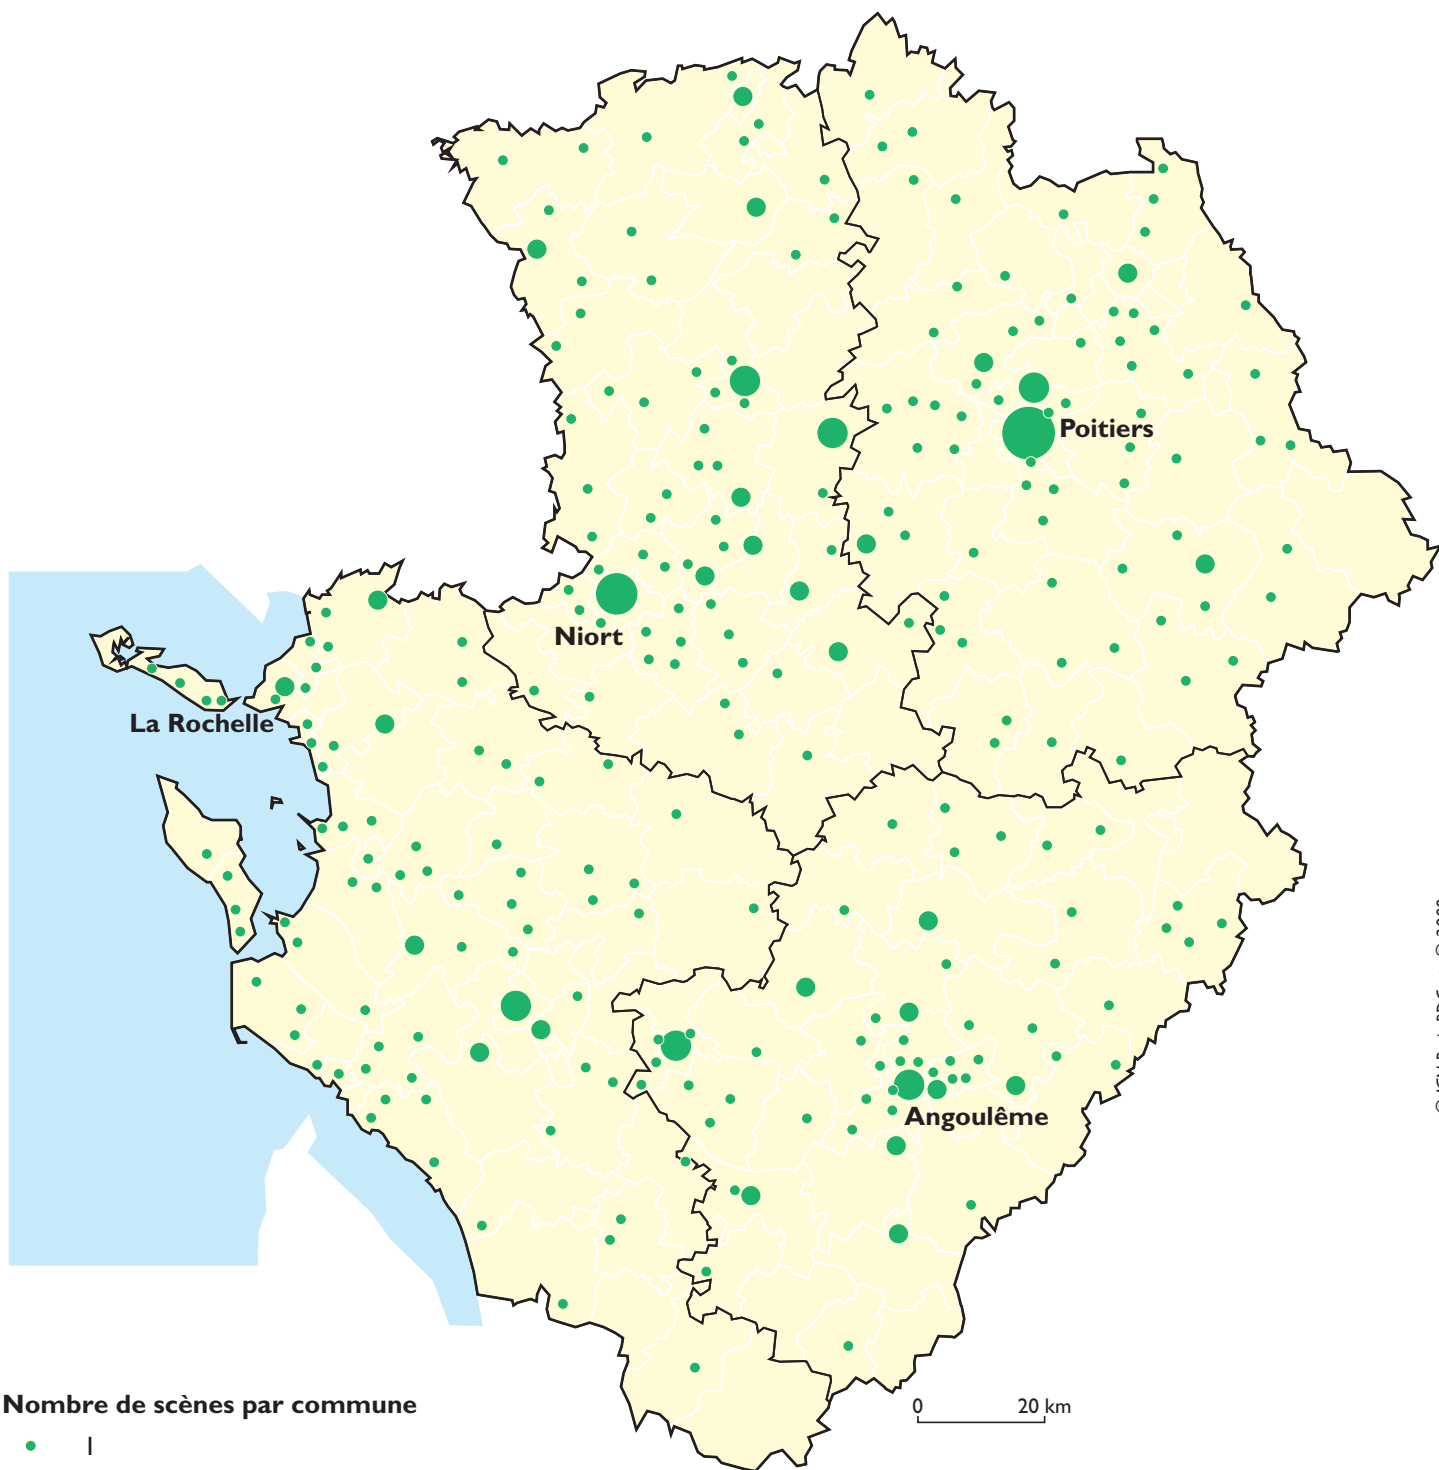 Poitiers
Niort
La Rochelle
Angoulême
Nombre de scènes par commune
1
0 20 km